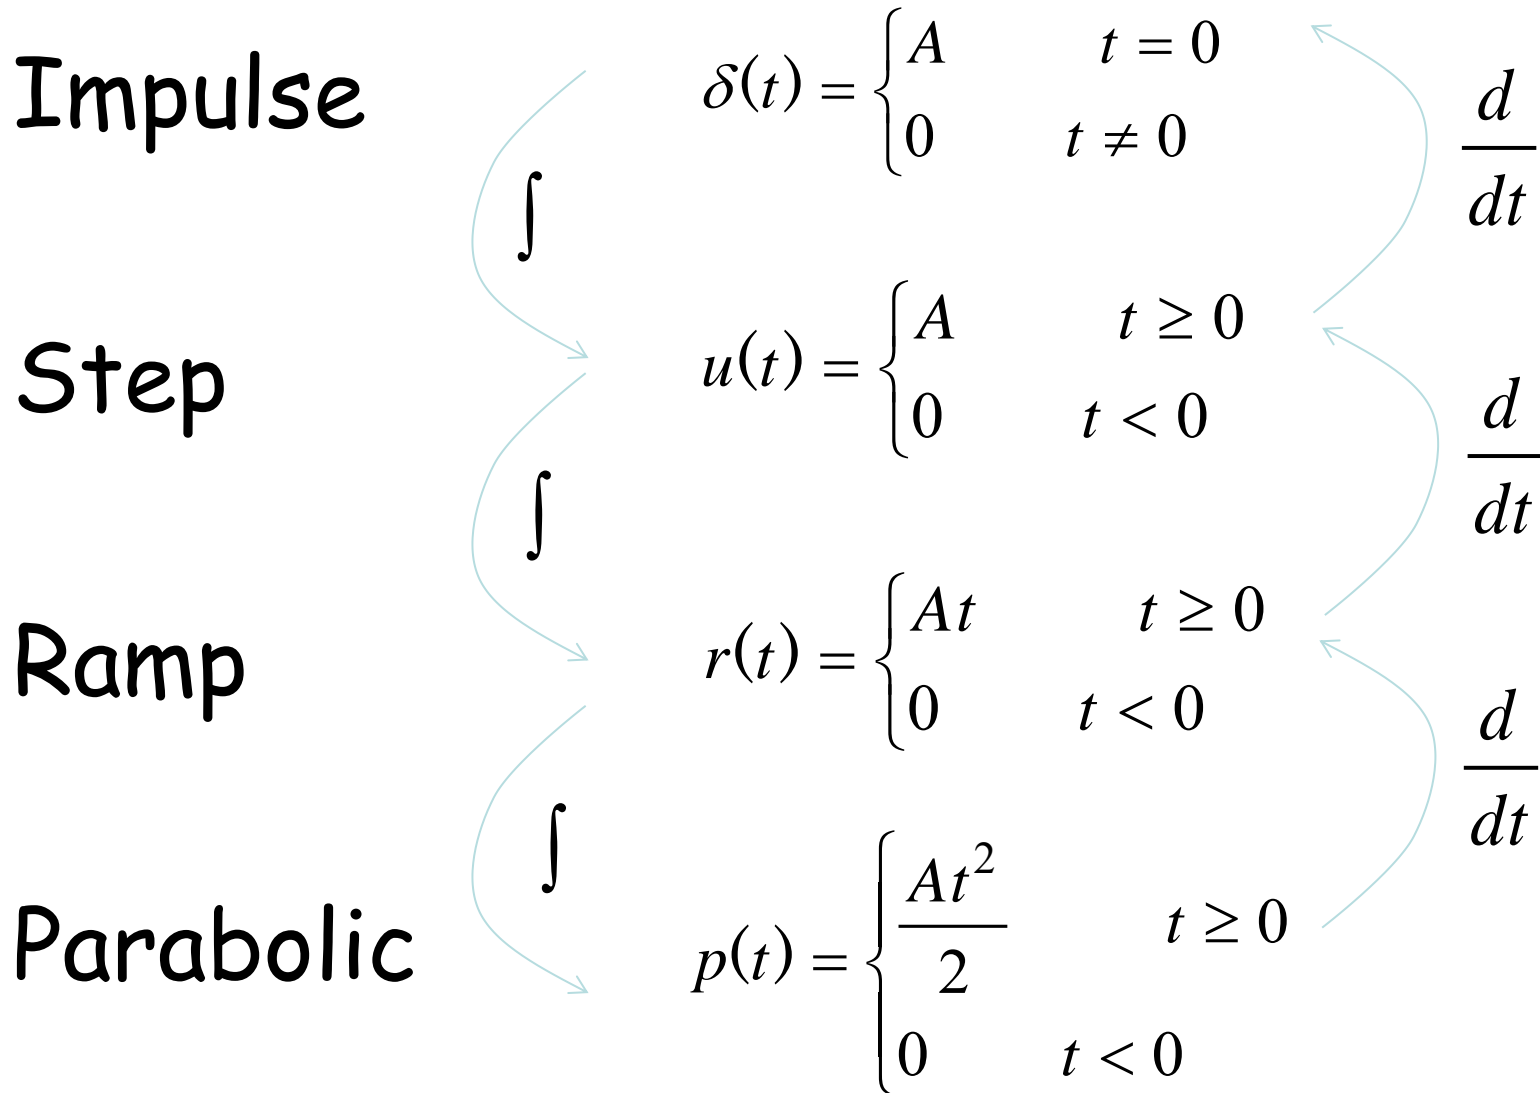 Impulse δ(t) = { A t = 0
0 t ≠ 0
d/dt
∫
Step u(t) = { A t ≥ 0
0 t < 0
d/dt
∫
Ramp r(t) = { At t ≥ 0
0 t < 0
d/dt
∫
Parabolic p(t) = { At²/2 t ≥ 0
0 t < 0